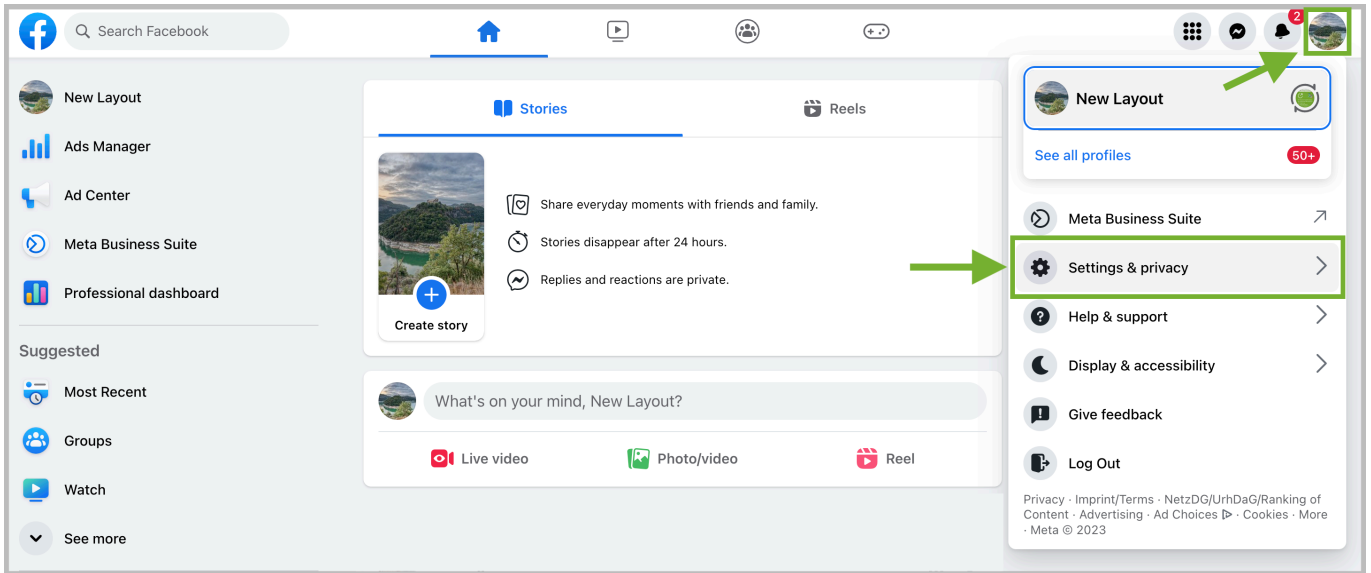 Search Facebook
2
New Layout
Ads Manager
Ad Center
Meta Business Suite
Professional dashboard
Suggested
Most Recent
Groups
Watch
See more
Stories
Reels
Create story
Share everyday moments with friends and family.
Stories disappear after 24 hours.
Replies and reactions are private.
What's on your mind, New Layout?
Live video
Photo/video
Reel
New Layout
See all profiles
50+
Meta Business Suite
Settings & privacy
Help & support
Display & accessibility
Give feedback
Log Out
Privacy · Imprint/Terms · NetzDG/UrhDaG/Ranking of
Content · Advertising · Ad Choices · Cookies · More
· Meta © 2023